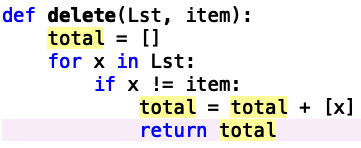 def delete(Lst, item):
    total = []
    for x in Lst:
        if x != item:
            total = total + [x]
            return total